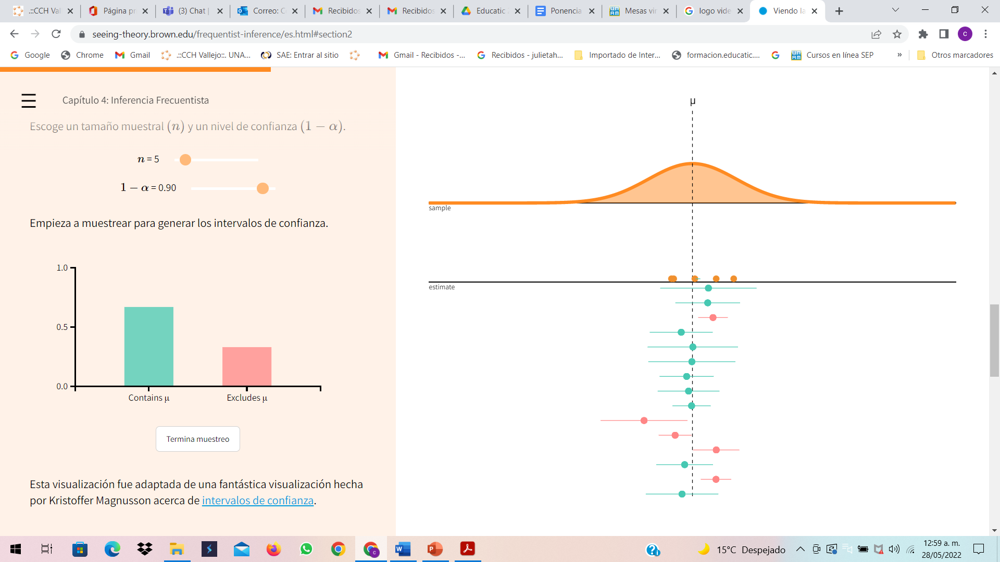 .::CCH Val
Página pr
(3) Chat |
Correo: C
Recibidos
Recibidos
Educatic
Ponencia
Mesas vir
logo vide
Viendo la
seeing-theory.brown.edu/frequentist-inference/es.html#section2
c
Google
Chrome
Gmail
.::CCH Vallejo::. UNA...
SAE: Entrar al sitio
Gmail - Recibidos -...
Recibidos - julietah...
Importado de Inter...
formacion.educatic....
Cursos en línea SEP
»
Otros marcadores
Capítulo 4: Inferencia Frecuentista
Escoge un tamaño muestral (n) y un nivel de confianza (1 − α).
n = 5
1 − α = 0.90
Empieza a muestrear para generar los intervalos de confianza.
1.0
0.5
0.0
Contains μ
Excludes μ
Termina muestreo
Esta visualización fue adaptada de una fantástica visualización hecha
por Kristoffer Magnusson acerca de intervalos de confianza.
μ
sample
estimate
15°C Despejado
12:59 a. m.
28/05/2022